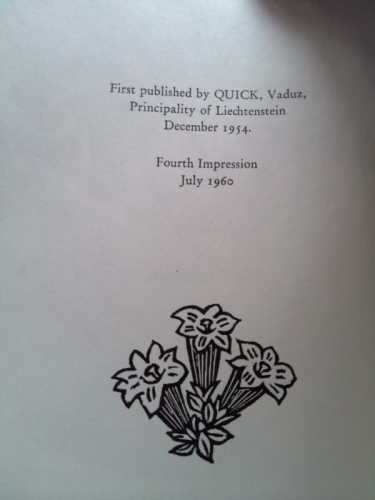 First published by QUICK, Vaduz,
Principality of Liechtenstein
December 1954.
Fourth Impression
July 1960